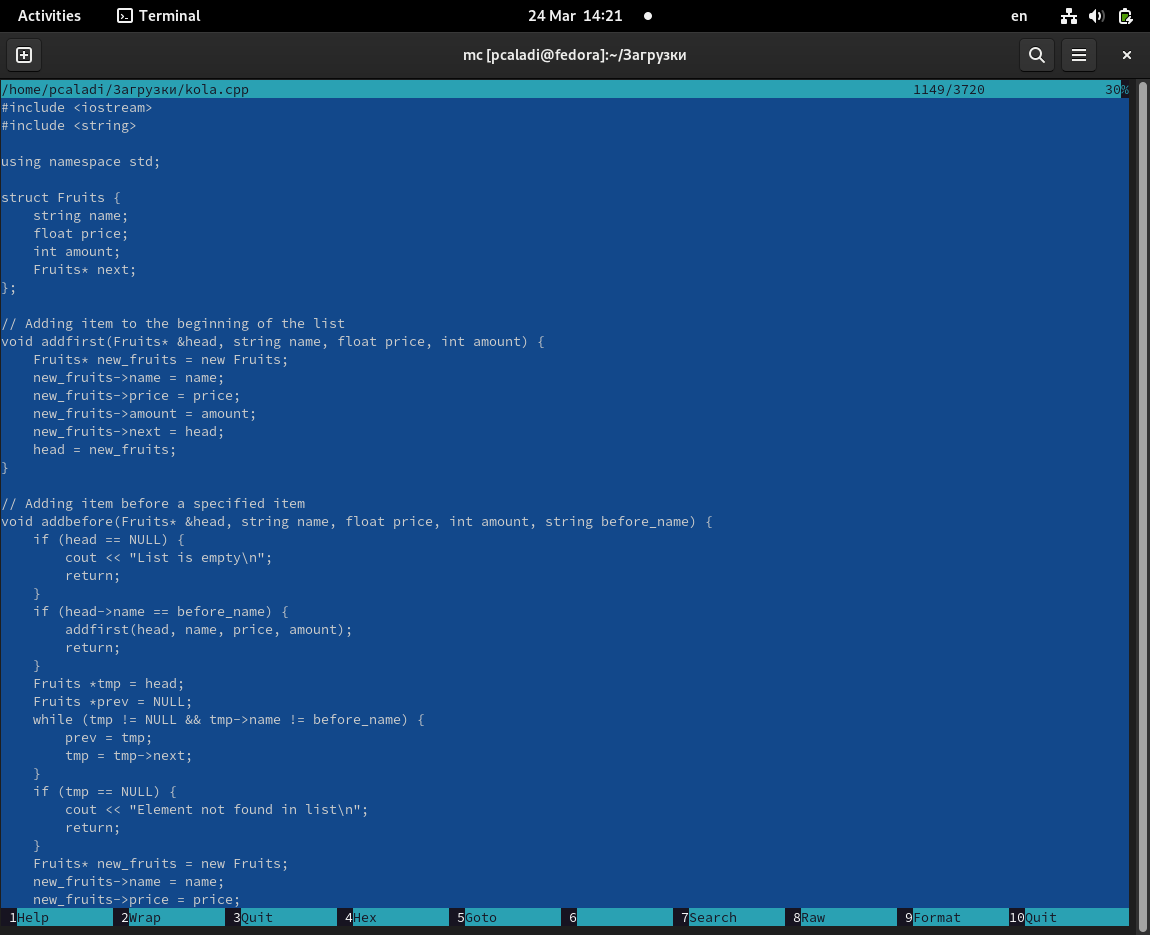 Activities Terminal 24 Mar 14:21 en
mc [pcaladi@fedora]:~/Загрузки
/home/pcaladi/Загрузки/kola.cpp 1149/3720 30%
#include <iostream>
#include <string>

using namespace std;

struct Fruits {
    string name;
    float price;
    int amount;
    Fruits* next;
};

// Adding item to the beginning of the list
void addfirst(Fruits* &head, string name, float price, int amount) {
    Fruits* new_fruits = new Fruits;
    new_fruits->name = name;
    new_fruits->price = price;
    new_fruits->amount = amount;
    new_fruits->next = head;
    head = new_fruits;
}

// Adding item before a specified item
void addbefore(Fruits* &head, string name, float price, int amount, string before_name) {
    if (head == NULL) {
        cout << "List is empty\n";
        return;
    }
    if (head->name == before_name) {
        addfirst(head, name, price, amount);
        return;
    }
    Fruits *tmp = head;
    Fruits *prev = NULL;
    while (tmp != NULL && tmp->name != before_name) {
        prev = tmp;
        tmp = tmp->next;
    }
    if (tmp == NULL) {
        cout << "Element not found in list\n";
        return;
    }
    Fruits* new_fruits = new Fruits;
    new_fruits->name = name;
    new_fruits->price = price;
1Help 2Wrap 3Quit 4Hex 5Goto 6 7Search 8Raw 9Format 10Quit